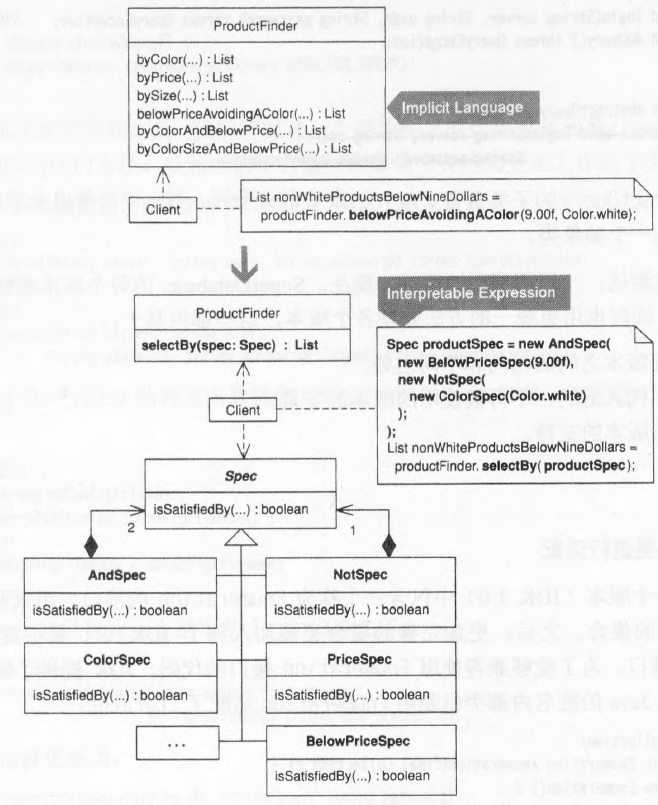 ProductFinder
byColor(...) : List
byPrice(...) : List
bySize(...) : List
belowPriceAvoidingAColor(...) : List
byColorAndBelowPrice(...) : List
byColorSizeAndBelowPrice(...) : List
Implicit Language
Client
List nonWhiteProductsBelowNineDollars =
productFinder. belowPriceAvoidingAColor(9.00f, Color.white);
ProductFinder
selectBy(spec: Spec) : List
Interpretable Expression
Spec productSpec = new AndSpec(
new BelowPriceSpec(9.00f),
new NotSpec(
new ColorSpec(Color.white)
);
);
List nonWhiteProductsBelowNineDollars =
productFinder. selectBy( productSpec);
Client
Spec
isSatisfiedBy(...) : boolean
2
1
AndSpec
isSatisfiedBy(...) : boolean
NotSpec
isSatisfiedBy(...) : boolean
ColorSpec
isSatisfiedBy(...) : boolean
PriceSpec
isSatisfiedBy(...) : boolean
...
BelowPriceSpec
isSatisfiedBy(...) : boolean